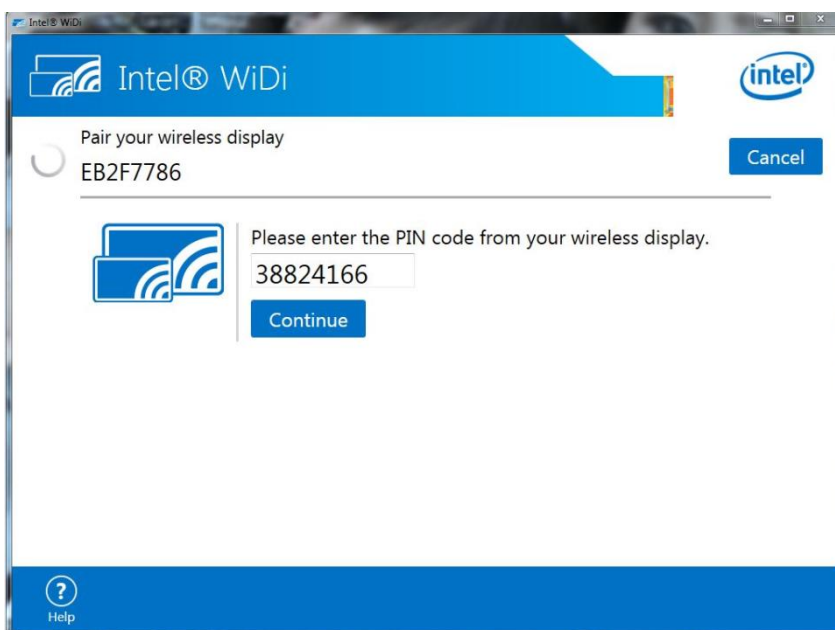 Intel® WiDi
Intel® WiDi
intel®
Pair your wireless display
EB2F7786
Cancel
Please enter the PIN code from your wireless display.
38824166
Continue
?
Help